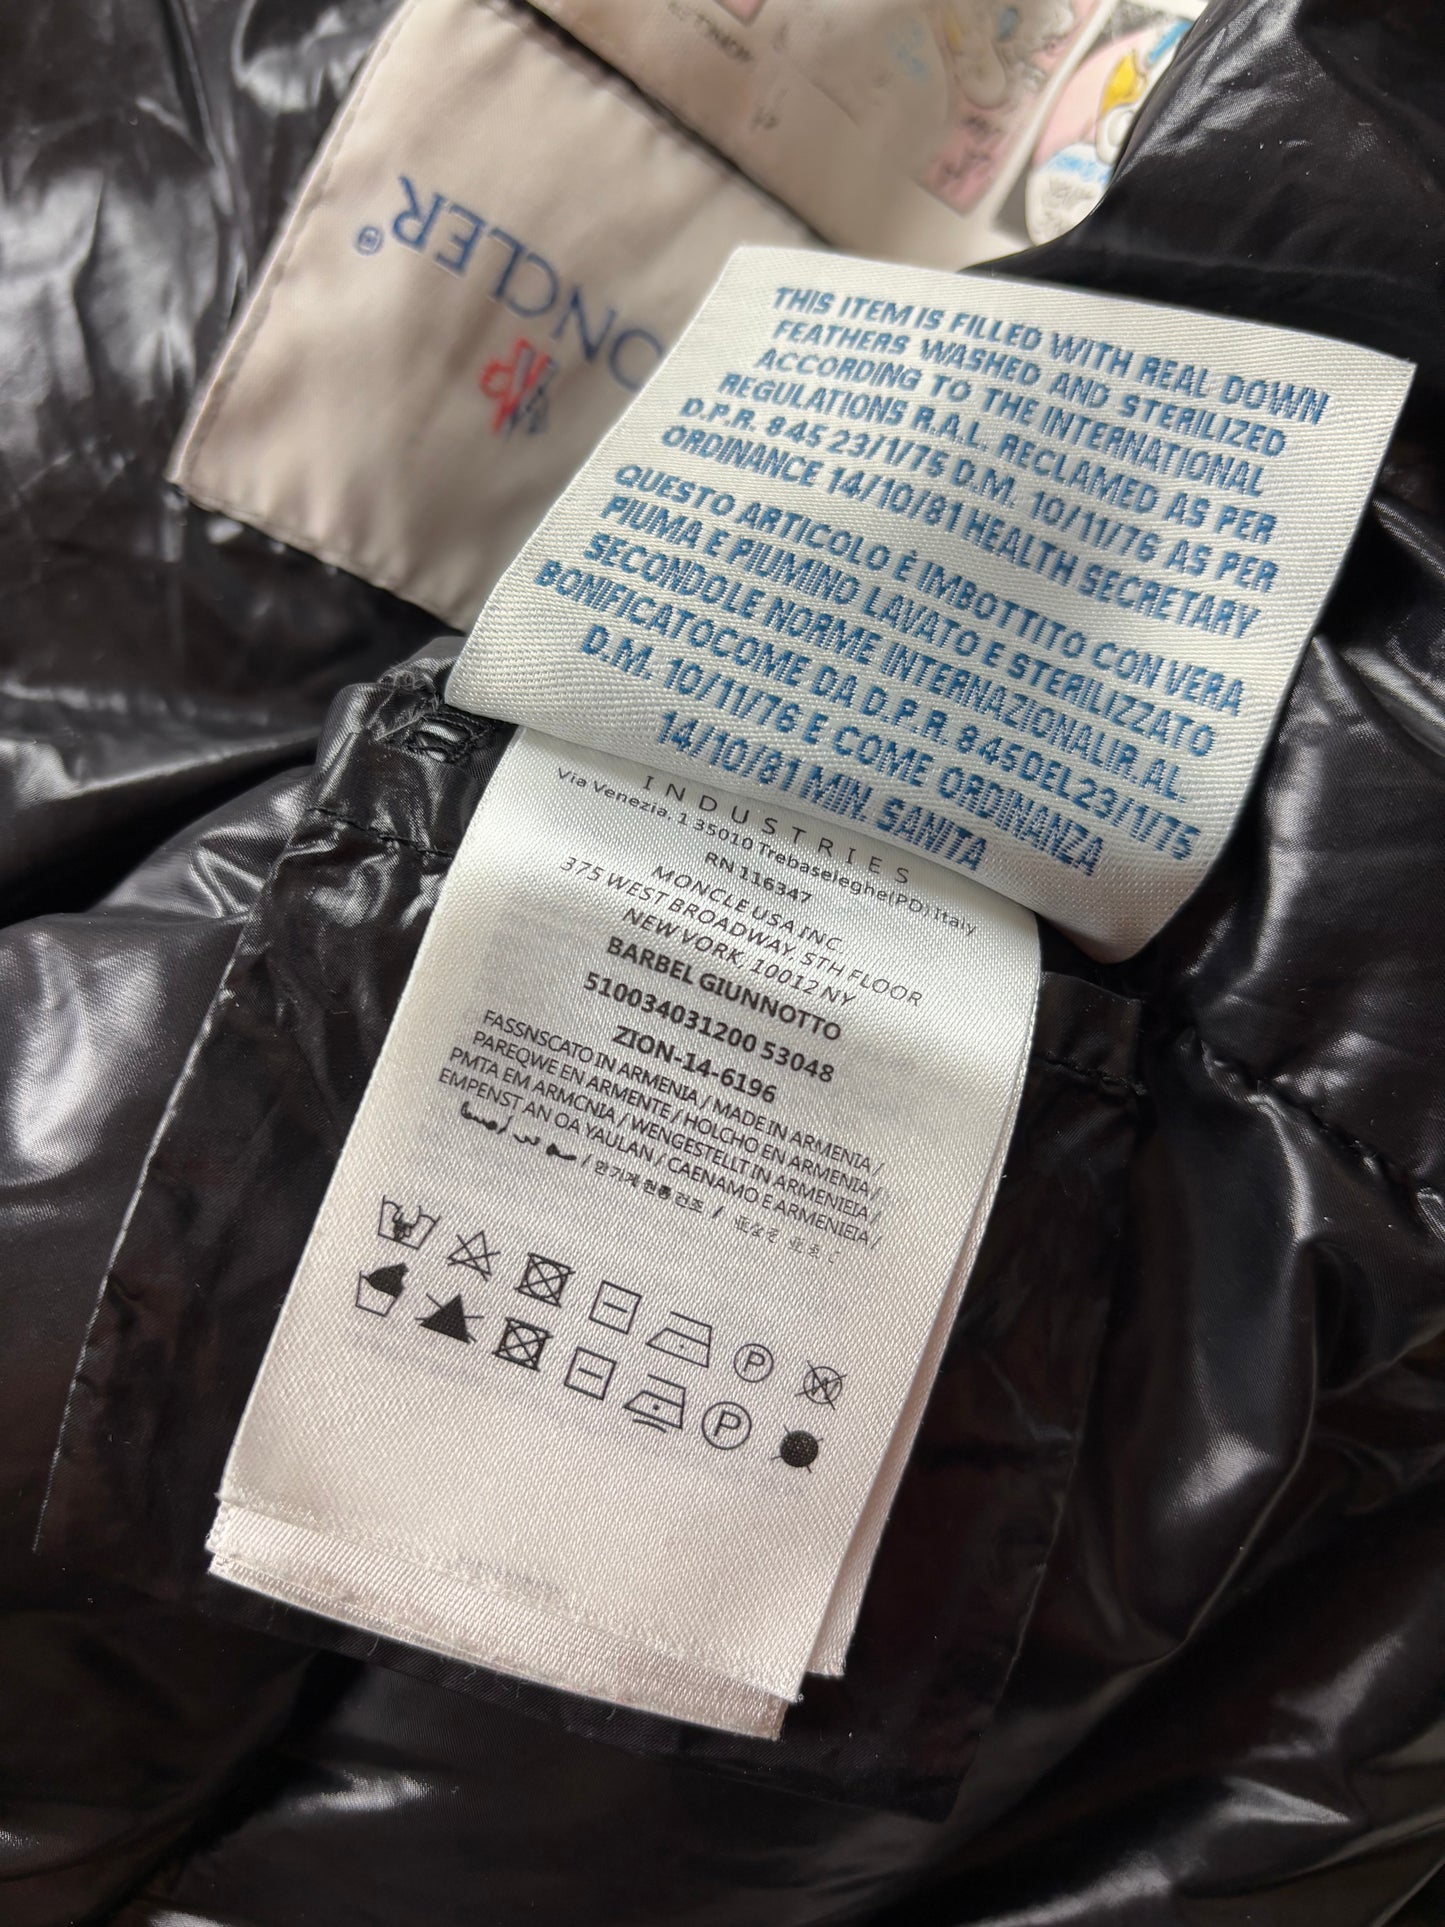 MONCLER®
THIS ITEM IS FILLED WITH REAL DOWN
FEATHERS WASHED AND STERILIZED
ACCORDING TO THE INTERNATIONAL
REGULATIONS R.A.L. RECLAMED AS PER
D.P.R. 845 23/1/75 D.M. 10/11/76 AS PER
ORDINANCE 14/10/81 HEALTH SECRETARY
QUESTO ARTICOLO È IMBOTTITO CON VERA
PIUMA E PIUMINO LAVATO E STERILIZZATO
SECONDOLE NORME INTERNAZIONALIR.AL.
BONIFICATOCOME DA D.P.R. 845DEL23/1/75
D.M. 10/11/76 E COME ORDINANZA
14/10/81 MIN. SANITA
INDUSTRIES
Via Venezia, 1 35010 Trebaseleghe(PD) Italy
RN 116347
MONCLE USA INC.
375 WEST BROADWAY, 5TH FLOOR
NEW VORK, 10012 NY
BARBEL GIUNNOTTO
51003403120​0 53048
ZION-14-6196
FASSNSCATO IN ARMENIA / MADE IN ARMENIA /
PAREQWE EN ARMENTE / HOLCHO EN ARMENIA /
PMTA EM ARMCNIA / WENGESTELLT IN ARMENIEIA /
EMPENST AN OA YAULAN / CAENAMO E ARMENIEIA /
P W
P